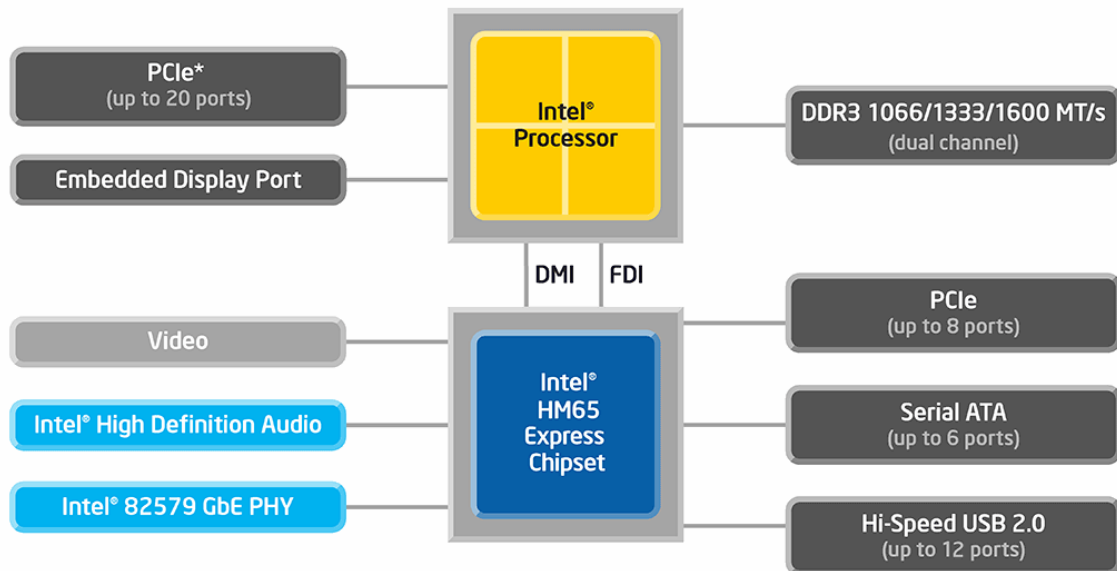 PCIe*
(up to 20 ports)
Embedded Display Port
Intel®
Processor
DDR3 1066/1333/1600 MT/s
(dual channel)
DMI
FDI
Video
Intel® High Definition Audio
Intel® 82579 GbE PHY
Intel®
HM65
Express
Chipset
PCIe
(up to 8 ports)
Serial ATA
(up to 6 ports)
Hi-Speed USB 2.0
(up to 12 ports)